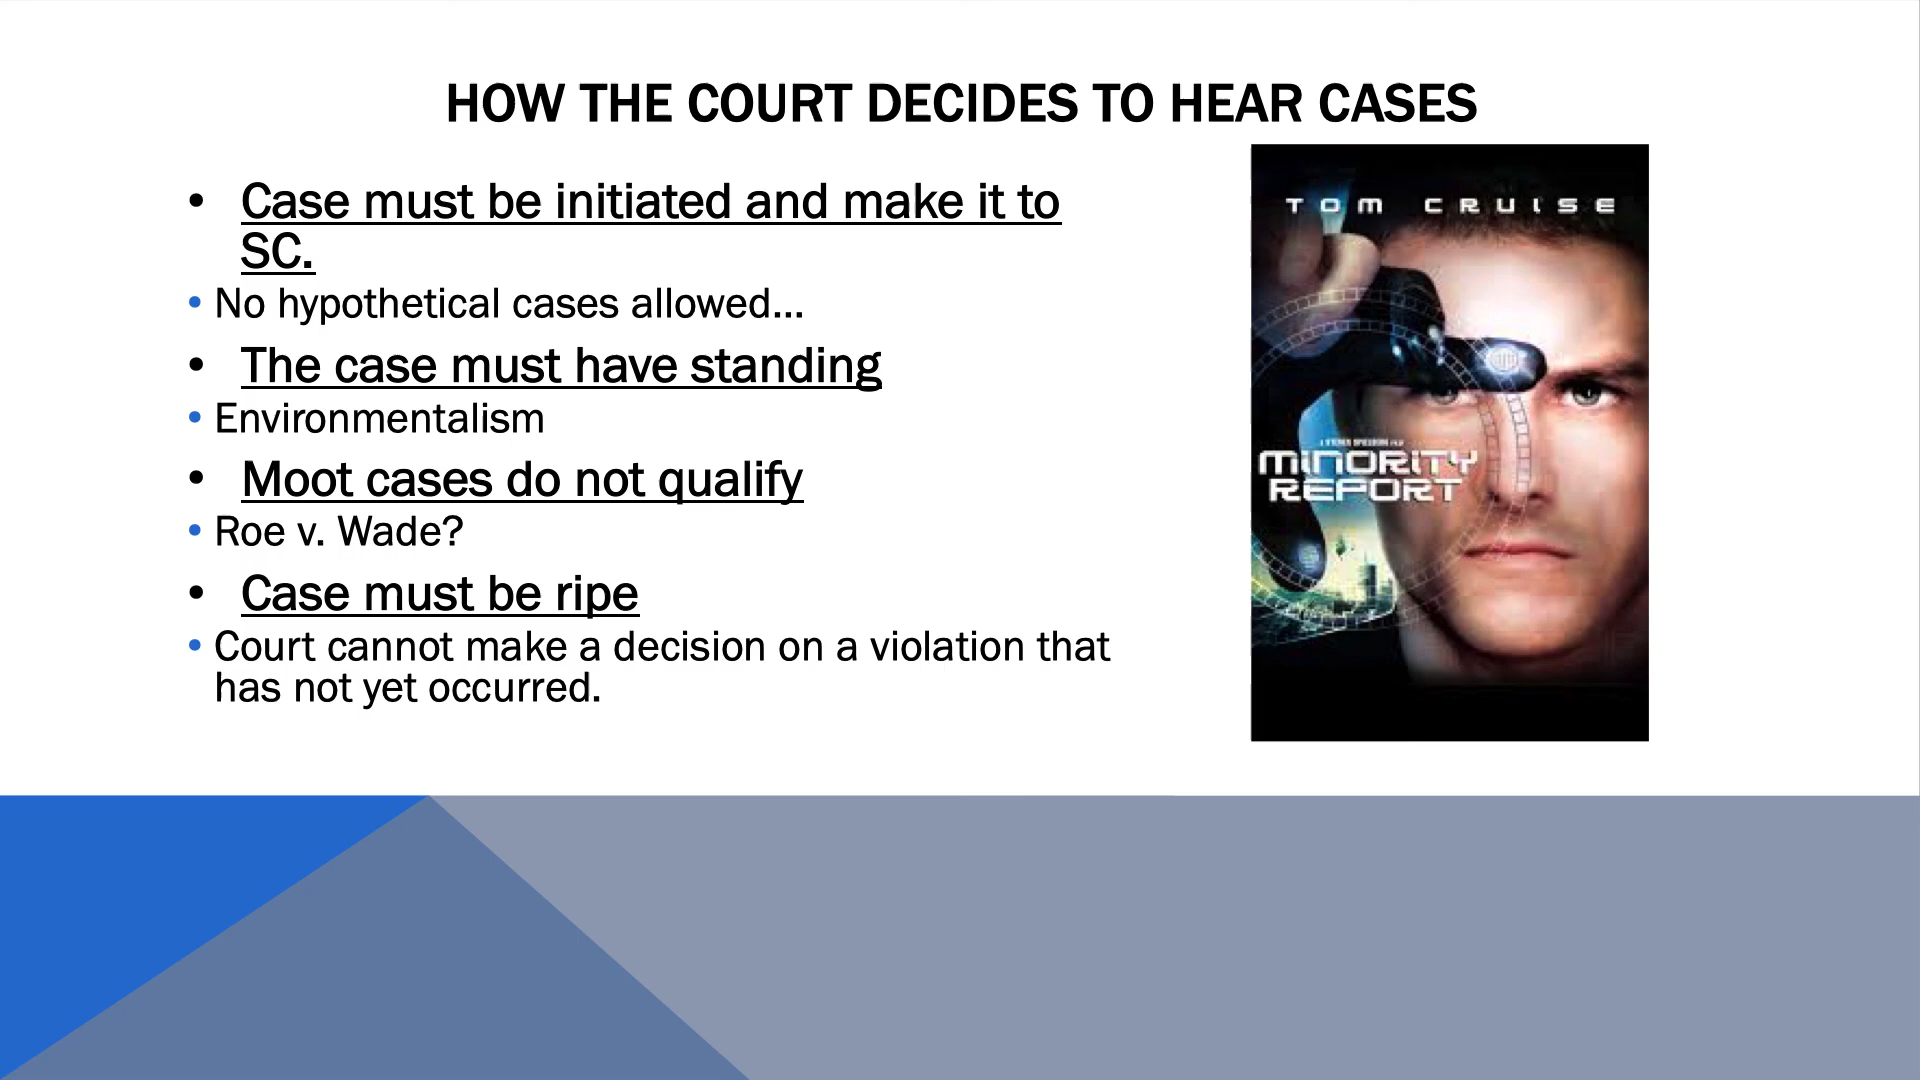 HOW THE COURT DECIDES TO HEAR CASES
• Case must be initiated and make it to
SC.
• No hypothetical cases allowed…
• The case must have standing
• Environmentalism
• Moot cases do not qualify
• Roe v. Wade?
• Case must be ripe
• Court cannot make a decision on a violation that
has not yet occurred.
TOM CRUISE
MINORITY
REPORT